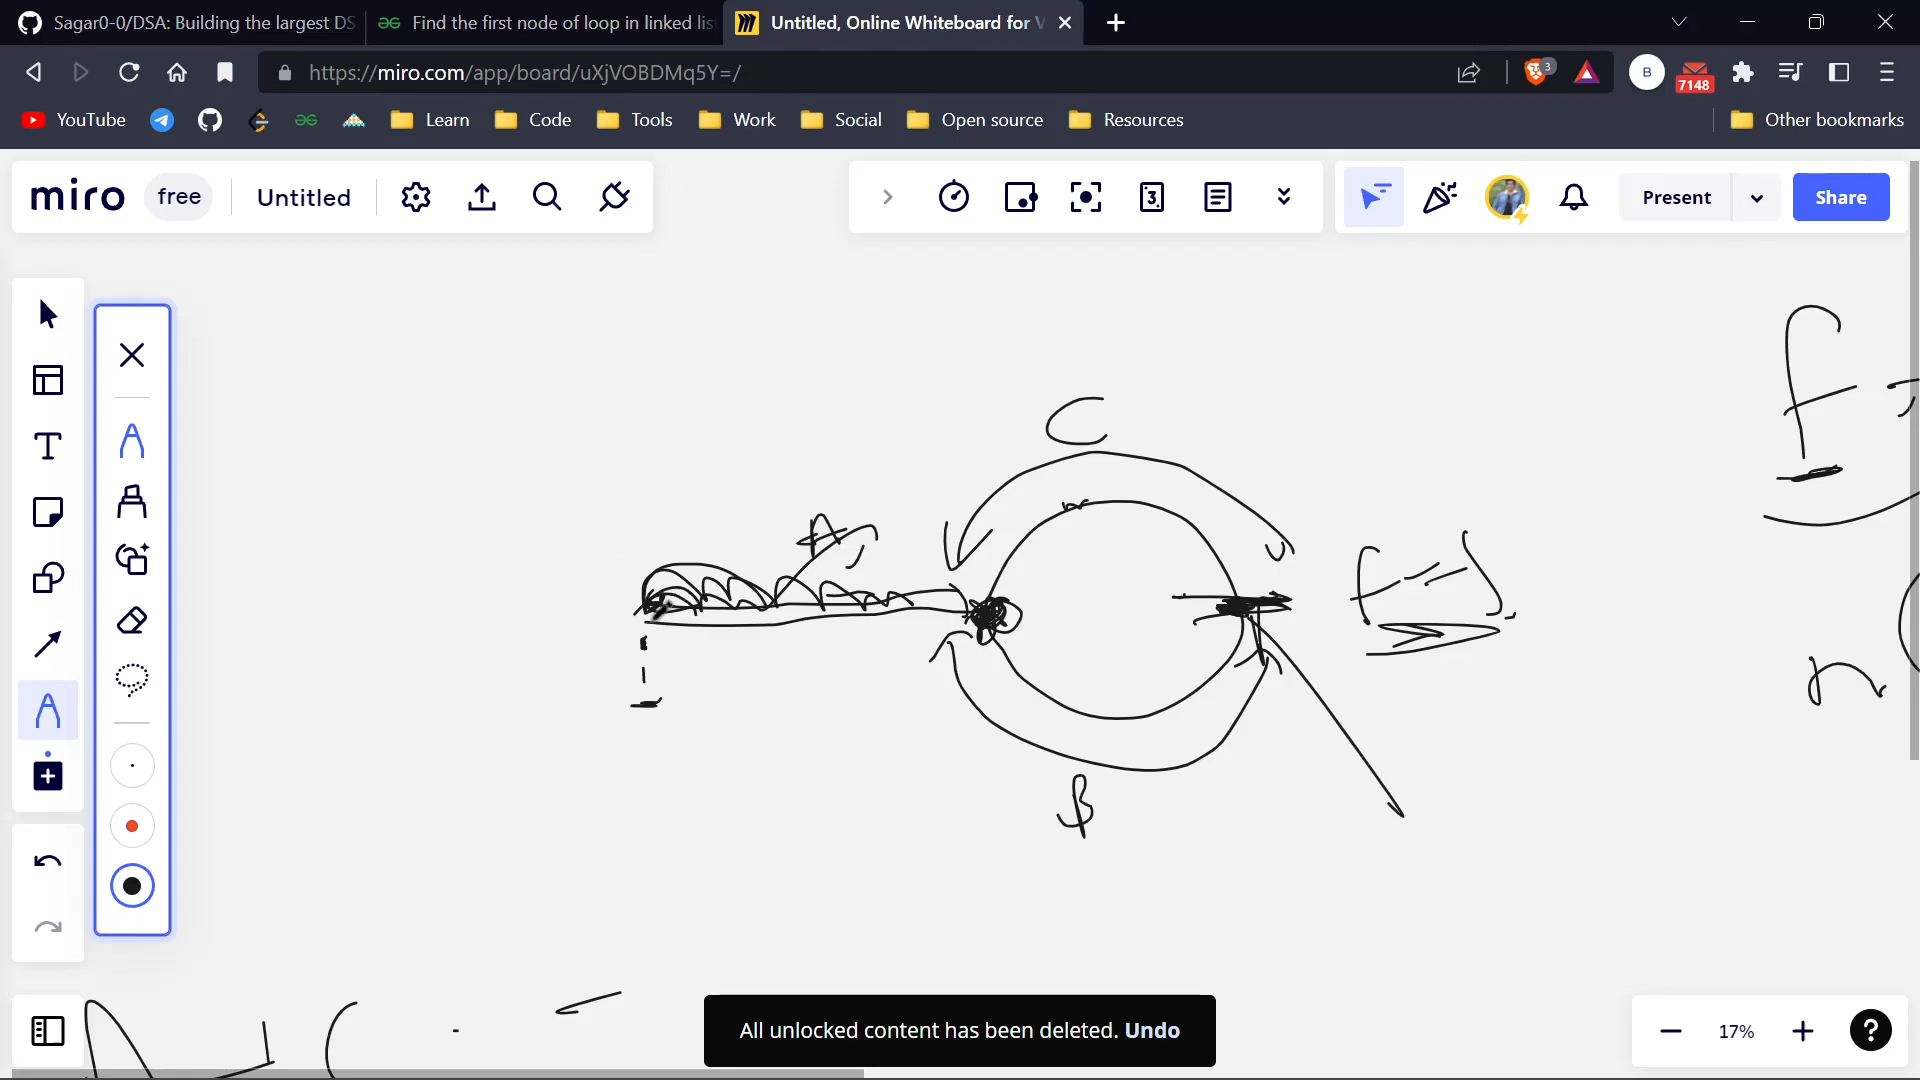 Sagar0-0/DSA: Building the largest DS
Find the first node of loop in linked lis
Untitled, Online Whiteboard for V
https://miro.com/app/board/uXjVOBDMq5Y=/
3
B
7148
YouTube
Learn
Code
Tools
Work
Social
Open source
Resources
Other bookmarks
miro
free
Untitled
3
Present
Share
C
A
B
n
All unlocked content has been deleted. Undo
17%
?